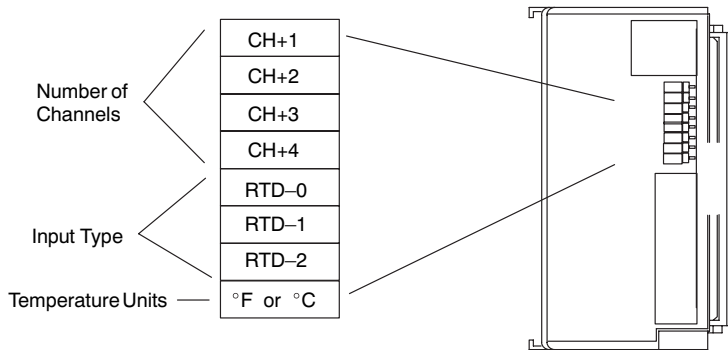 CH+1
CH+2
Number of
Channels
CH+3
CH+4
RTD–0
Input Type
RTD–1
RTD–2
Temperature Units
°F or °C